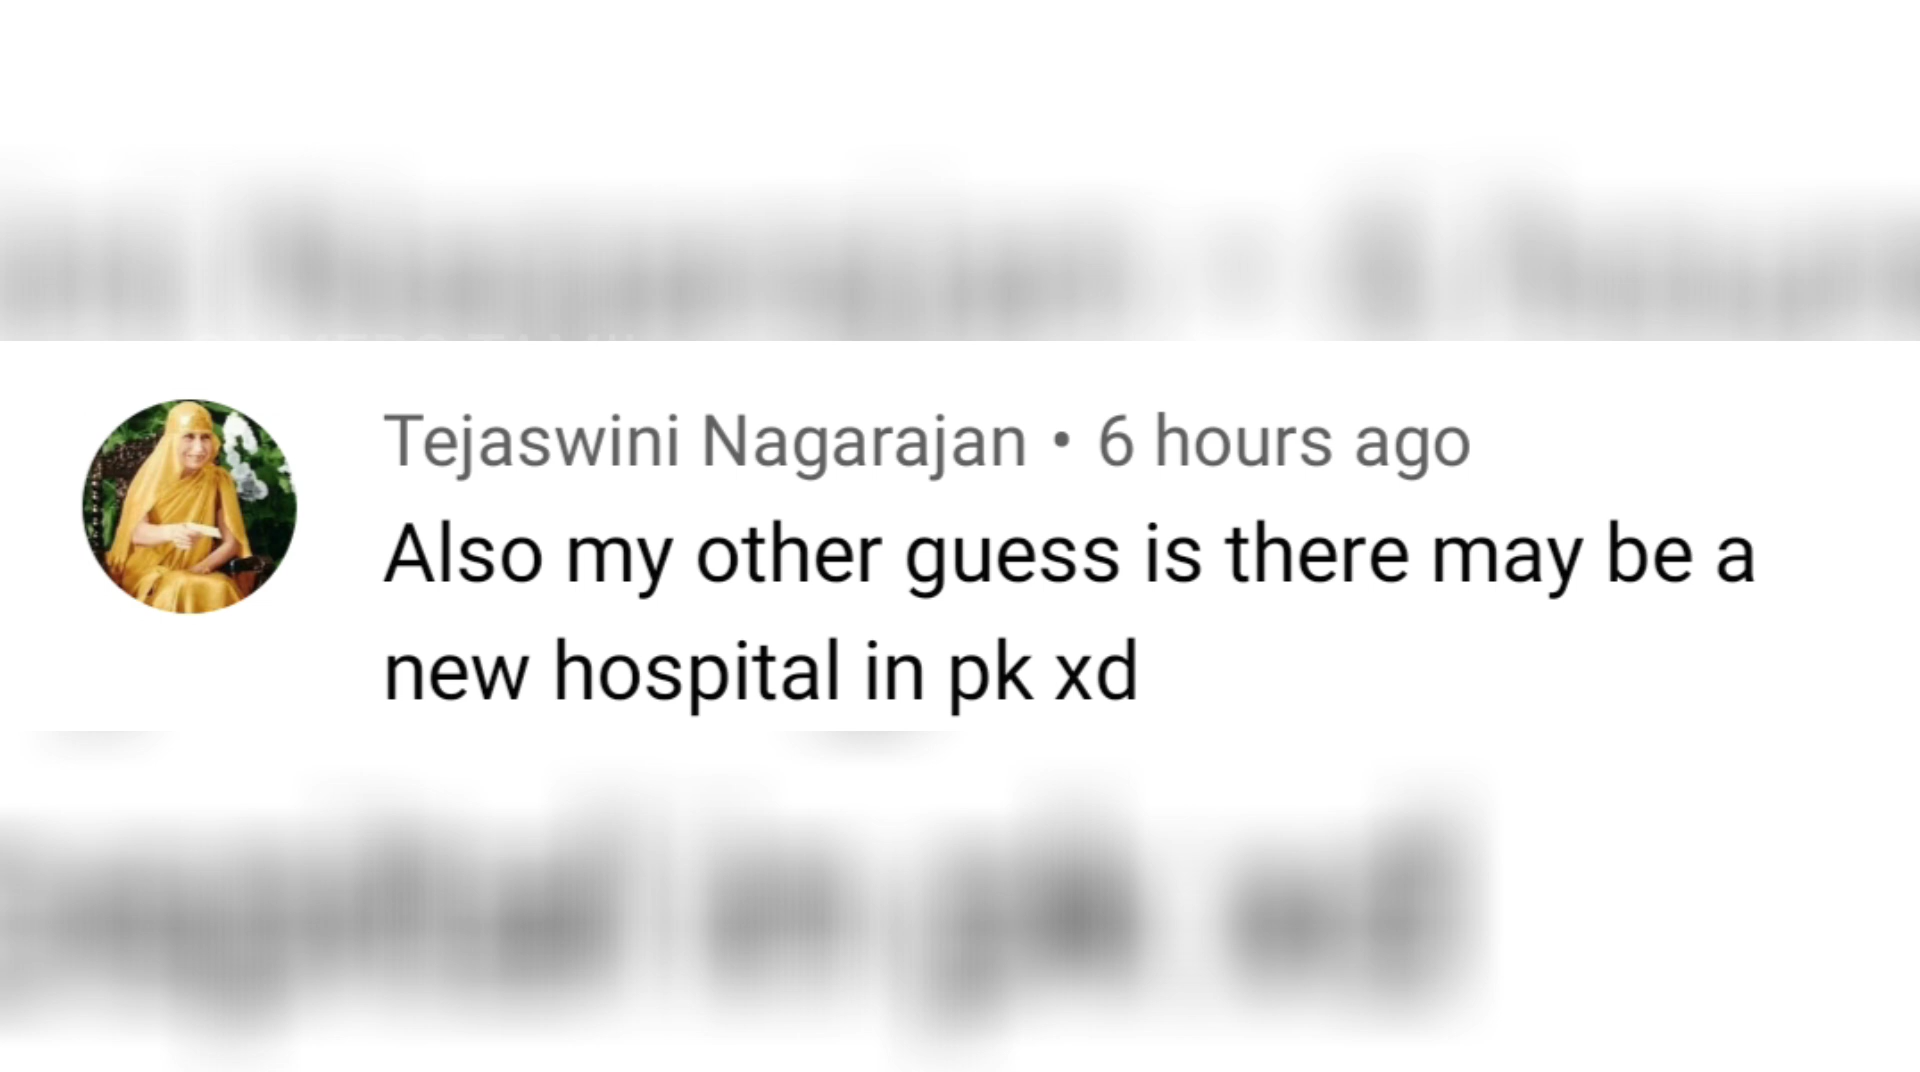 Tejaswini Nagarajan • 6 hours ago
Also my other guess is there may be a
new hospital in pk xd